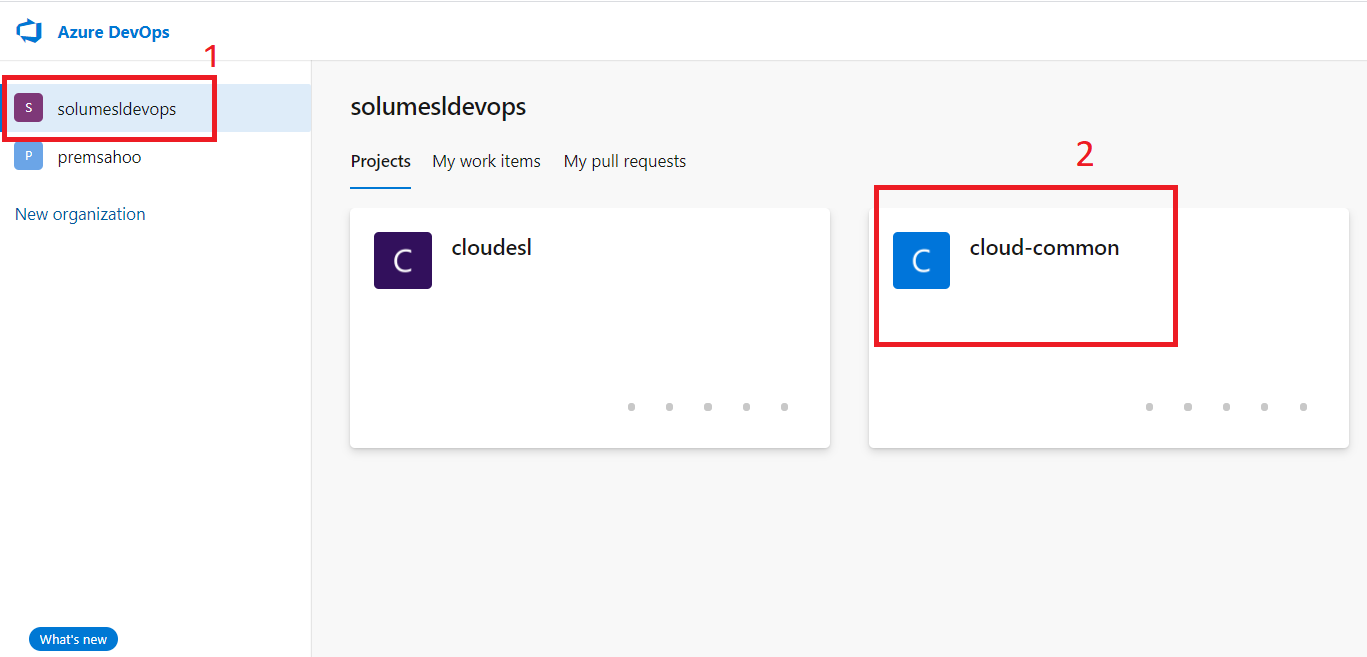 Azure DevOps
1
S solumesldevops
P premsahoo
New organization
What's new
solumesldevops
Projects My work items My pull requests
2
C cloudesl
C cloud-common